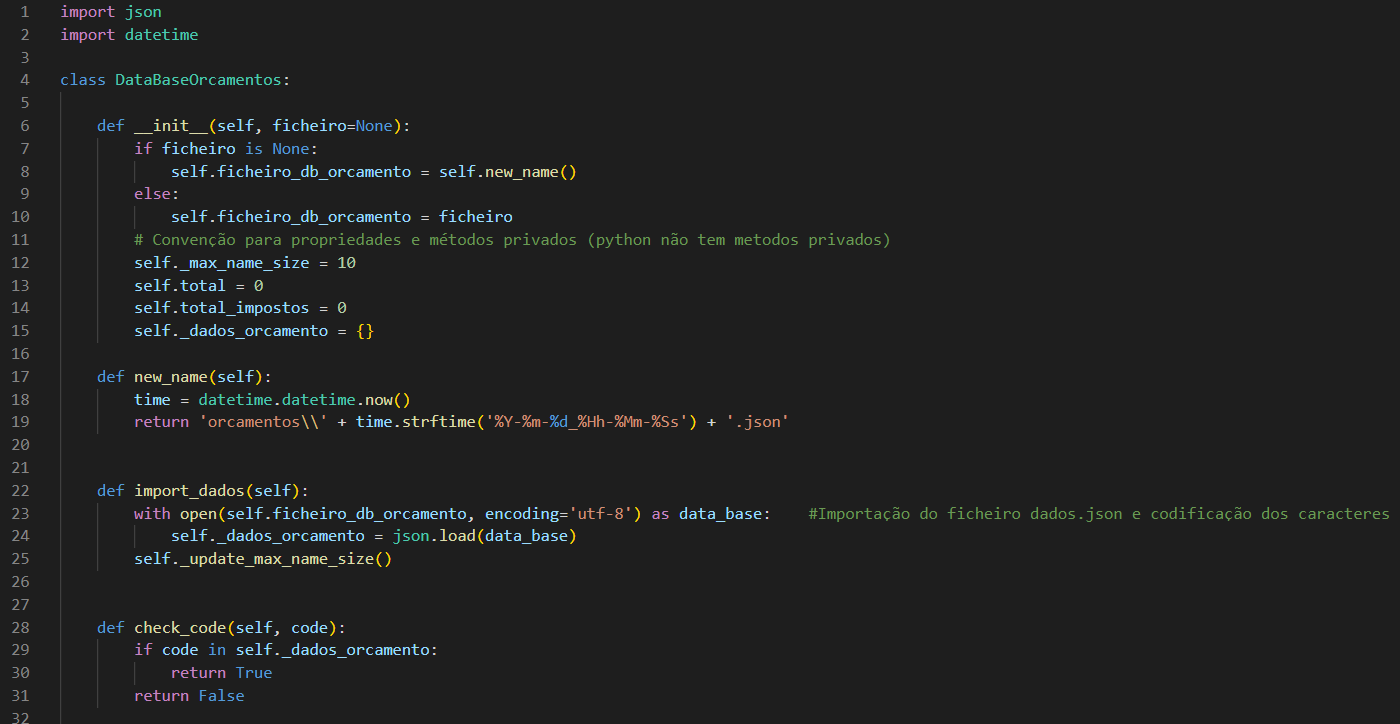 1 import json
2 import datetime
3
4 class DataBaseOrcamentos:
5
6     def __init__(self, ficheiro=None):
7         if ficheiro is None:
8             self.ficheiro_db_orcamento = self.new_name()
9         else:
10             self.ficheiro_db_orcamento = ficheiro
11         # Convenção para propriedades e métodos privados (python não tem metodos privados)
12         self._max_name_size = 10
13         self.total = 0
14         self.total_impostos = 0
15         self._dados_orcamento = {}
16
17     def new_name(self):
18         time = datetime.datetime.now()
19         return 'orcamentos\\' + time.strftime('%Y-%m-%d_%Hh-%Mm-%Ss') + '.json'
20
21
22     def import_dados(self):
23         with open(self.ficheiro_db_orcamento, encoding='utf-8') as data_base:    #Importação do ficheiro dados.json e codificação dos caracteres
24             self._dados_orcamento = json.load(data_base)
25         self._update_max_name_size()
26
27
28     def check_code(self, code):
29         if code in self._dados_orcamento:
30             return True
31         return False
32